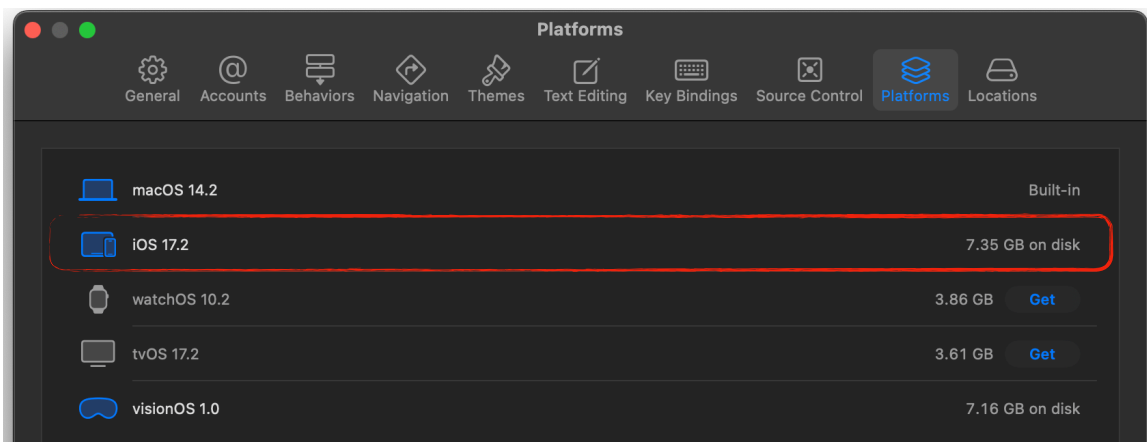 Platforms
General Accounts Behaviors Navigation Themes Text Editing Key Bindings Source Control Platforms Locations
macOS 14.2 Built-in
iOS 17.2 7.35 GB on disk
watchOS 10.2 3.86 GB Get
tvOS 17.2 3.61 GB Get
visionOS 1.0 7.16 GB on disk